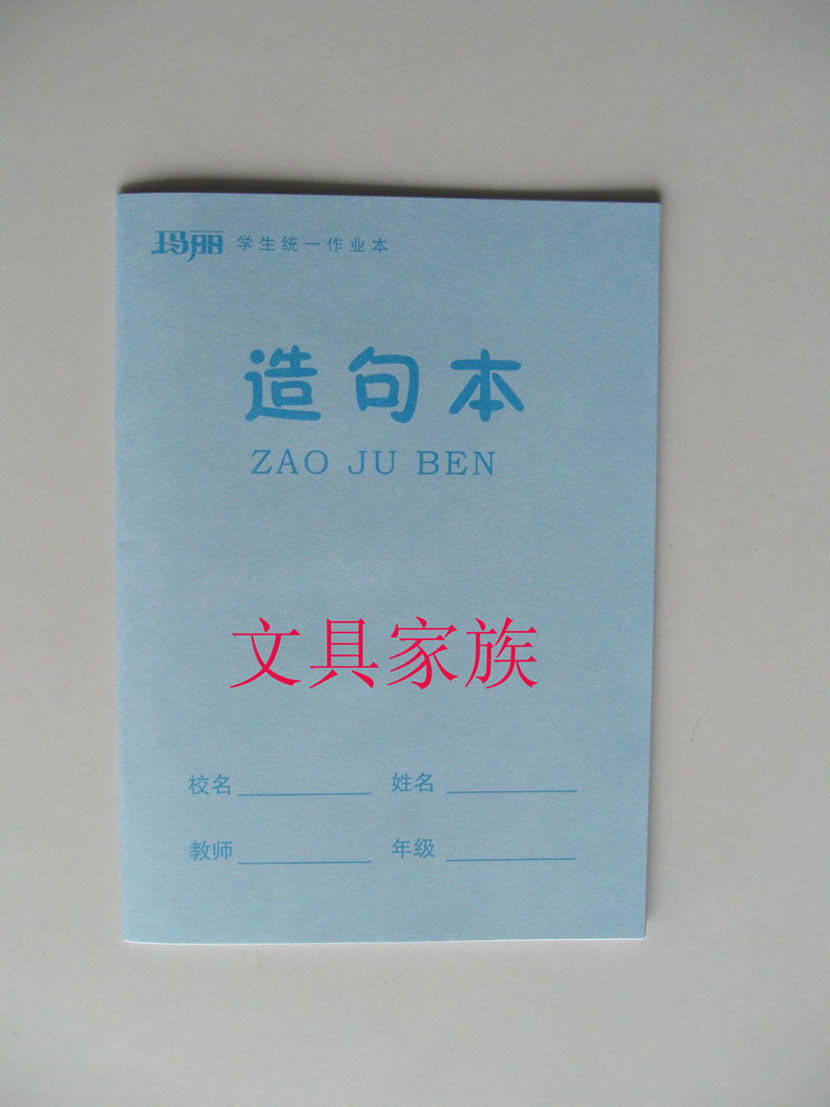 玛丽 学生统一作业本
造句本
ZAO JU BEN
文具家族
校名 姓名
教师 年级